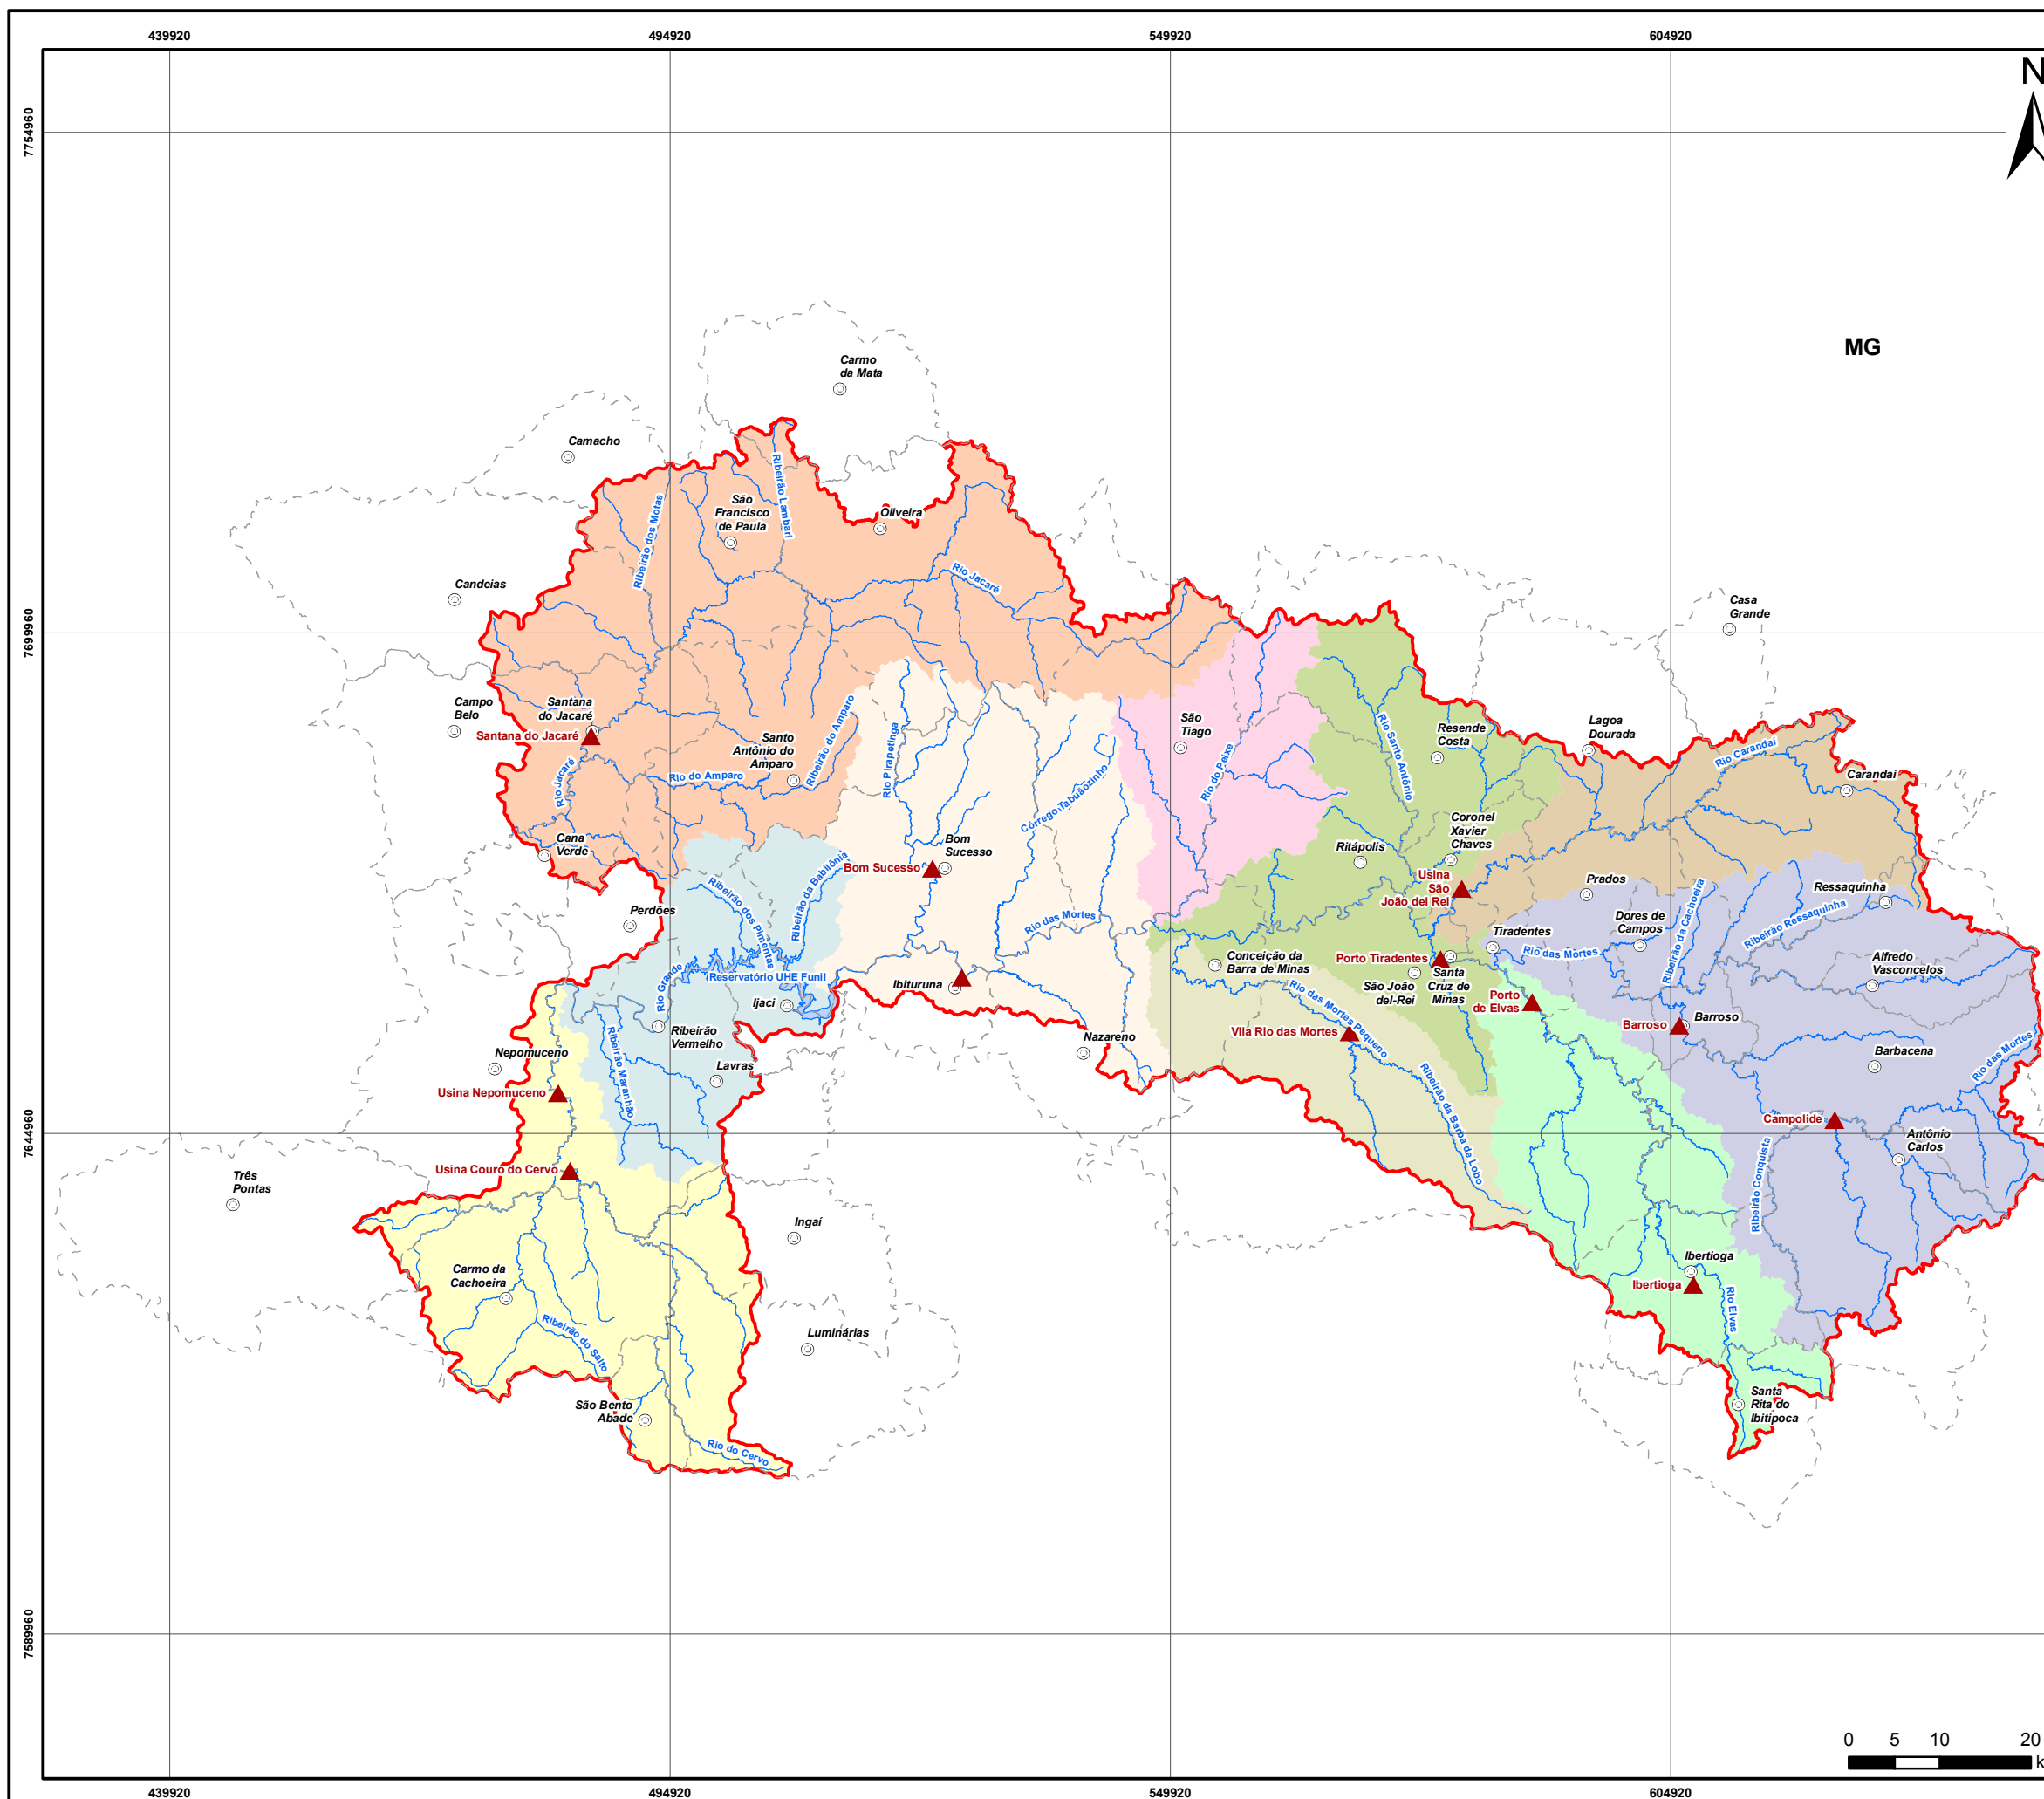 439920
494920
549920
604920
N
7754960
MG
Carmo
da Mata
Camacho
Ribeirão Lambari
Ribeirão dos Motas
São
Francisco
de Paula
Oliveira
Rio Jacaré
Candeias
Casa
Grande
7699960
Campo
Belo
Santana
do Jacaré
Santana do Jacaré
Santo
Antônio do
Amparo
Ribeirão do Amparo
Rio do Amparo
Rio Jacaré
Rio Pirapetinga
São
Tiago
Rio do Peixe
Rio Santo Antônio
Resende
Costa
Lagoa
Dourada
Rio Carandaí
Carandaí
Córrego Tabuãozinho
Cana
Verde
Bom
Sucesso
Bom Sucesso
Ribeirão da Babilônia
Ribeirão dos Pimentas
Coronel
Xavier
Chaves
Ritápolis
Usina
São
João del Rei
Prados
Ressaquinha
Ribeirão Ressaquinha
Ribeirão da Cachoeira
Perdões
Rio das Mortes
Dores de
Campos
Tiradentes
Rio das Mortes
Conceição da
Barra de Minas
Porto Tiradentes
Santa
Cruz de
Minas
São João
del-Rei
Alfredo
Vasconcelos
Reservatório UHE Funil
Rio Grande
Ibituruna
Ijaci
Rio das Mortes Pequeno
Porto
de Elvas
Barroso
Barroso
Vila Rio das Mortes
Ribeirão
Vermelho
Ribeirão Maranhão
Nazareno
Nepomuceno
Lavras
Barbacena
Rio das Mortes
Usina Nepomuceno
Ribeirão da Barba de Lobo
Campolide
7644960
Antônio
Carlos
Ribeirão Conquista
Usina Couro do Cervo
Três
Pontas
Ingaí
Carmo da
Cachoeira
Ibertioga
Ibertioga
Rio Elvas
Ribeirão do Salto
Luminárias
São Bento
Abade
Santa
Rita do
Ibitipoca
Rio do Cervo
7589960
0
5
10
20
439920
494920
549920
604920